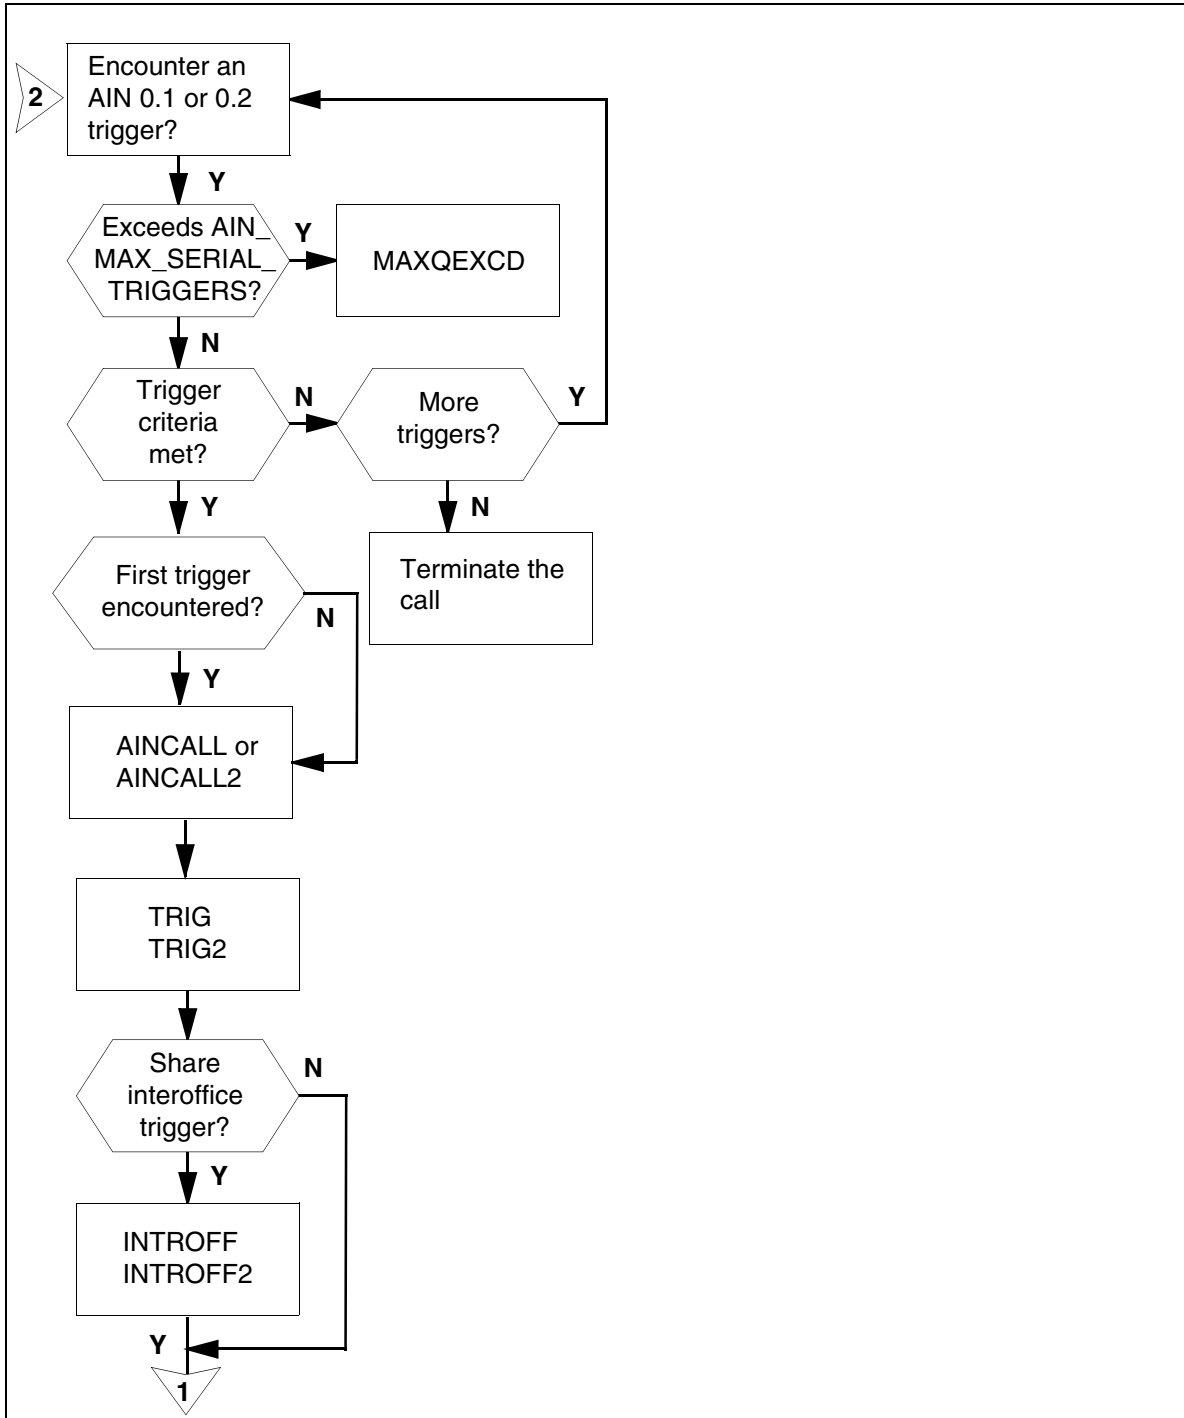 2
Encounter an
AIN 0.1 or 0.2
trigger?
Y
Exceeds AIN_
MAX_SERIAL_
TRIGGERS?
Y
MAXQEXCD
N
Trigger
criteria
met?
N
More
triggers?
Y
Y
N
First trigger
encountered?
N
Terminate the
call
Y
AINCALL or
AINCALL2
TRIG
TRIG2
Share
interoffice
trigger?
N
Y
INTROFF
INTROFF2
Y
1